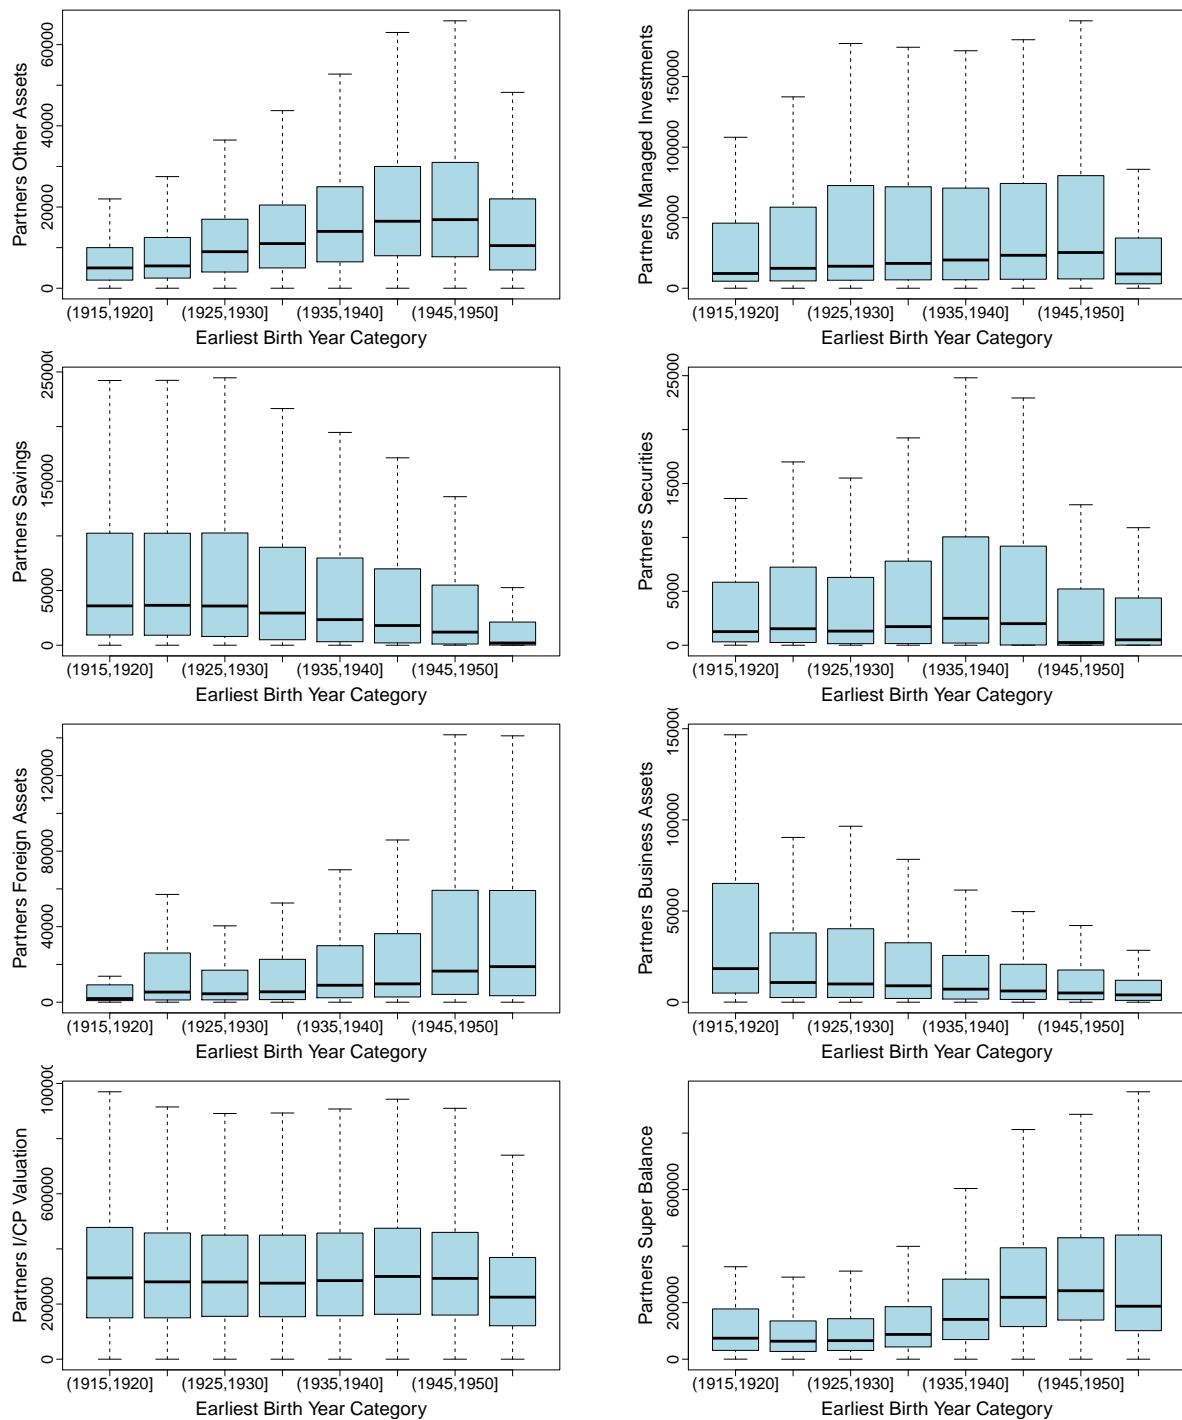 Partners Other Assets
0 20000 40000 60000
(1915,1920] (1925,1930] (1935,1940] (1945,1950]
Earliest Birth Year Category
Partners Managed Investments
0 50000 100000 150000
(1915,1920] (1925,1930] (1935,1940] (1945,1950]
Earliest Birth Year Category
Partners Savings
0 50000 150000 250000
(1915,1920] (1925,1930] (1935,1940] (1945,1950]
Earliest Birth Year Category
Partners Securities
0 5000 15000 25000
(1915,1920] (1925,1930] (1935,1940] (1945,1950]
Earliest Birth Year Category
Partners Foreign Assets
0 40000 80000 120000
(1915,1920] (1925,1930] (1935,1940] (1945,1950]
Earliest Birth Year Category
Partners Business Assets
0 50000 100000 150000
(1915,1920] (1925,1930] (1935,1940] (1945,1950]
Earliest Birth Year Category
Partners I/CP Valuation
0 200000 600000
(1915,1920] (1925,1930] (1935,1940] (1945,1950]
Earliest Birth Year Category
Partners Super Balance
0 200000 600000
(1915,1920] (1925,1930] (1935,1940] (1945,1950]
Earliest Birth Year Category